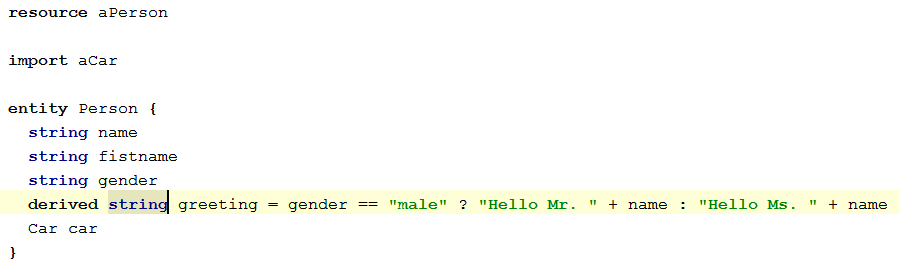 resource aPerson
import aCar
entity Person {
string name
string fistname
string gender
derived string greeting = gender == "male" ? "Hello Mr. " + name : "Hello Ms. " + name
Car car
}